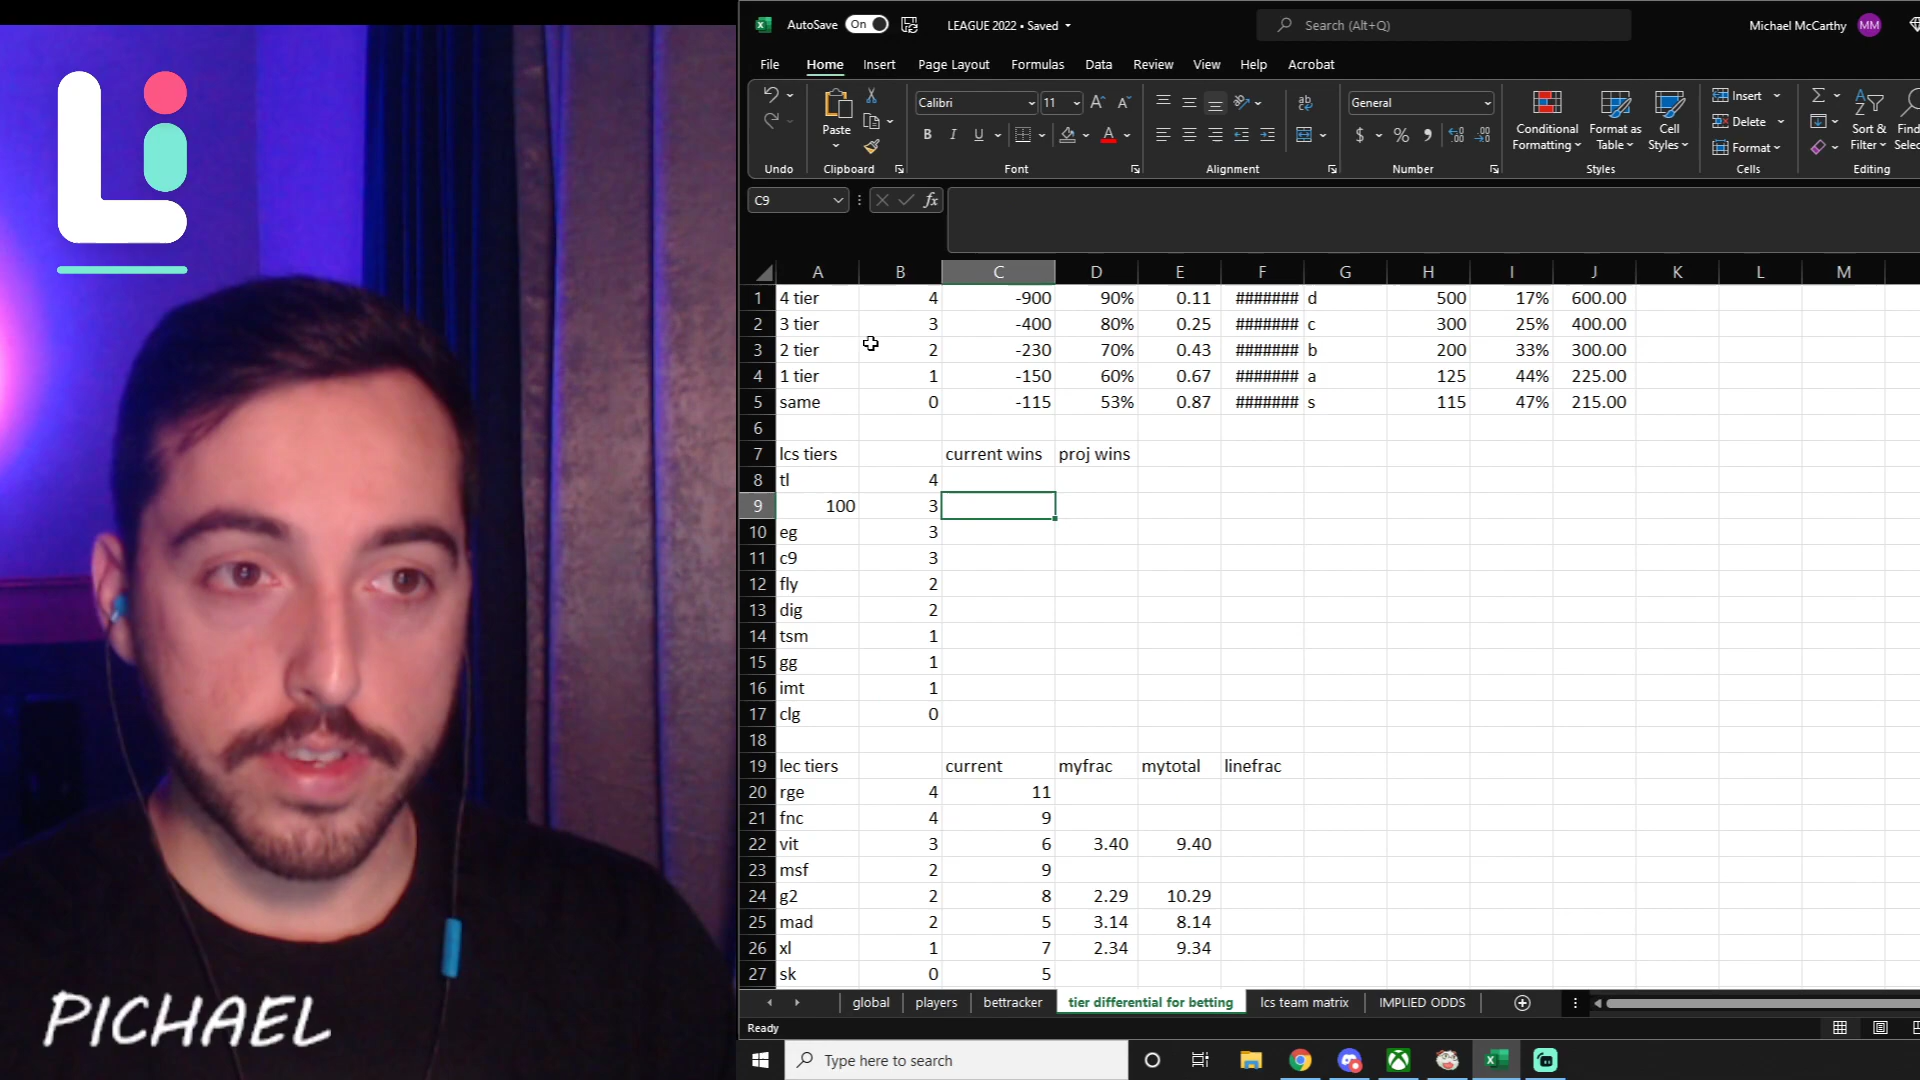 AutoSave On LEAGUE 2022 • Saved Search (Alt+Q) Michael McCarthy MM
File Home Insert Page Layout Formulas Data Review View Help Acrobat
Calibri 11 General Insert
Paste Conditional Formatting Format as Table Cell Styles Delete Sort & Filter
Format
Undo Clipboard Font Alignment Number Styles Cells Editing
C9 fx
A B C D E F G H I J K L M
1 4 tier 4 -900 90% 0.11 ####### d 500 17% 600.00
2 3 tier 3 -400 80% 0.25 ####### c 300 25% 400.00
3 2 tier 2 -230 70% 0.43 ####### b 200 33% 300.00
4 1 tier 1 -150 60% 0.67 ####### a 125 44% 225.00
5 same 0 -115 53% 0.87 ####### s 115 47% 215.00
6
7 lcs tiers current wins proj wins
8 tl 4
9 100 3
10 eg 3
11 c9 3
12 fly 2
13 dig 2
14 tsm 1
15 gg 1
16 imt 1
17 clg 0
18
19 lec tiers current myfrac mytotal linefrac
20 rge 4 11
21 fnc 4 9
22 vit 3 6 3.40 9.40
23 msf 2 9
24 g2 2 8 2.29 10.29
25 mad 2 5 3.14 8.14
26 xl 1 7 2.34 9.34
27 sk 0 5
global players bettracker tier differential for betting lcs team matrix IMPLIED ODDS
Ready
Type here to search
PICHAEL